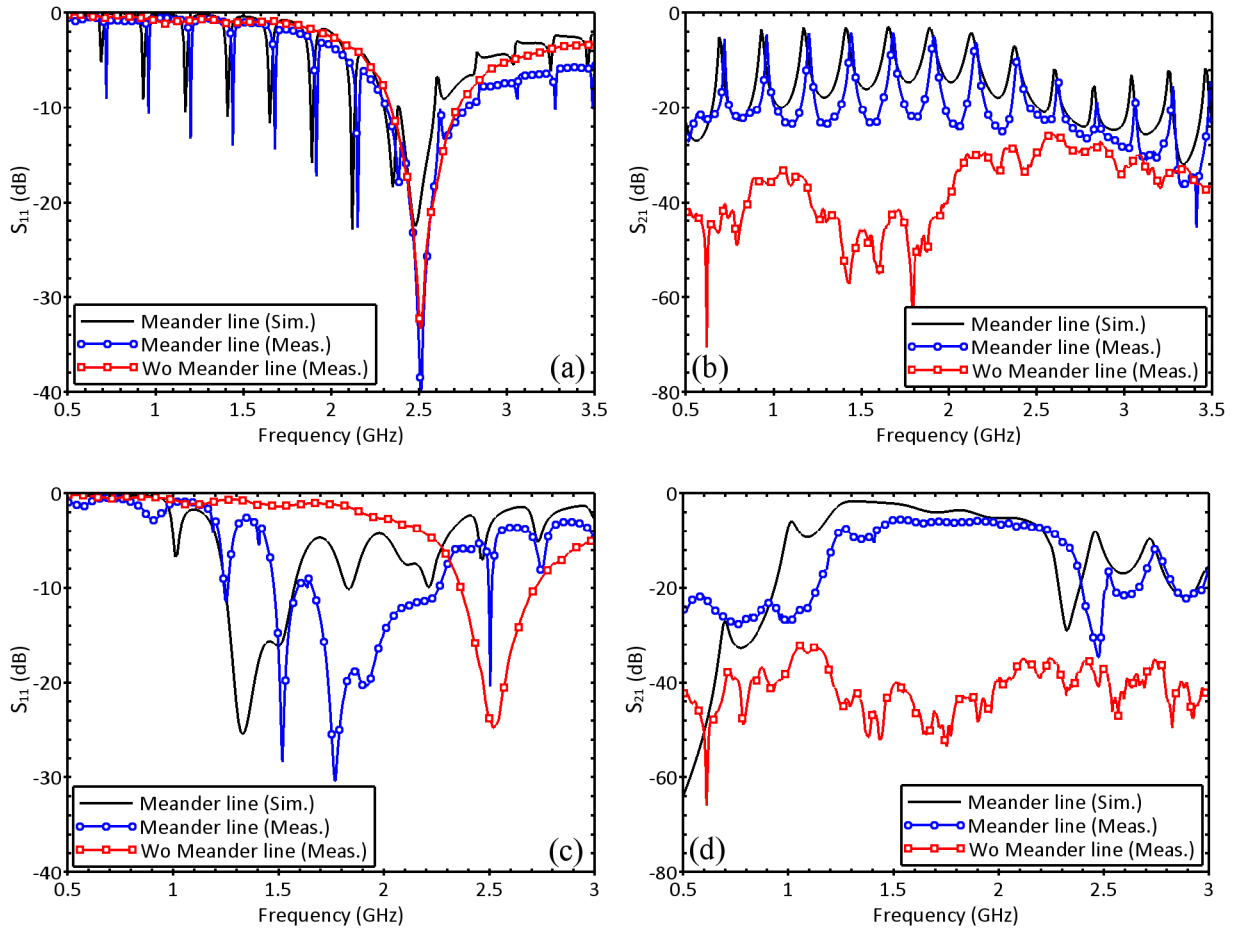 0
-10
-20
-30
-40
S11 (dB)
Meander line (Sim.)
Meander line (Meas.)
Wo Meander line (Meas.)
(a)
0.5 1 1.5 2 2.5 3 3.5
Frequency (GHz)
0
-20
-40
-60
-80
S21 (dB)
Meander line (Sim.)
Meander line (Meas.)
Wo Meander line (Meas.)
(b)
0.5 1 1.5 2 2.5 3 3.5
Frequency (GHz)
0
-10
-20
-30
-40
S11 (dB)
Meander line (Sim.)
Meander line (Meas.)
Wo Meander line (Meas.)
(c)
0.5 1 1.5 2 2.5 3
Frequency (GHz)
0
-20
-40
-60
-80
S21 (dB)
Meander line (Sim.)
Meander line (Meas.)
Wo Meander line (Meas.)
(d)
0.5 1 1.5 2 2.5 3
Frequency (GHz)